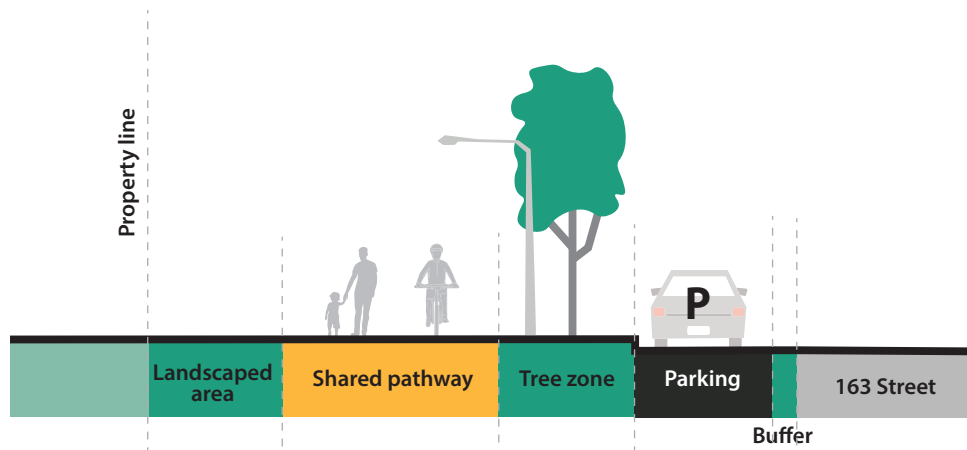 Property line
P
Landscaped
area
Shared pathway
Tree zone
Parking
163 Street
Buffer